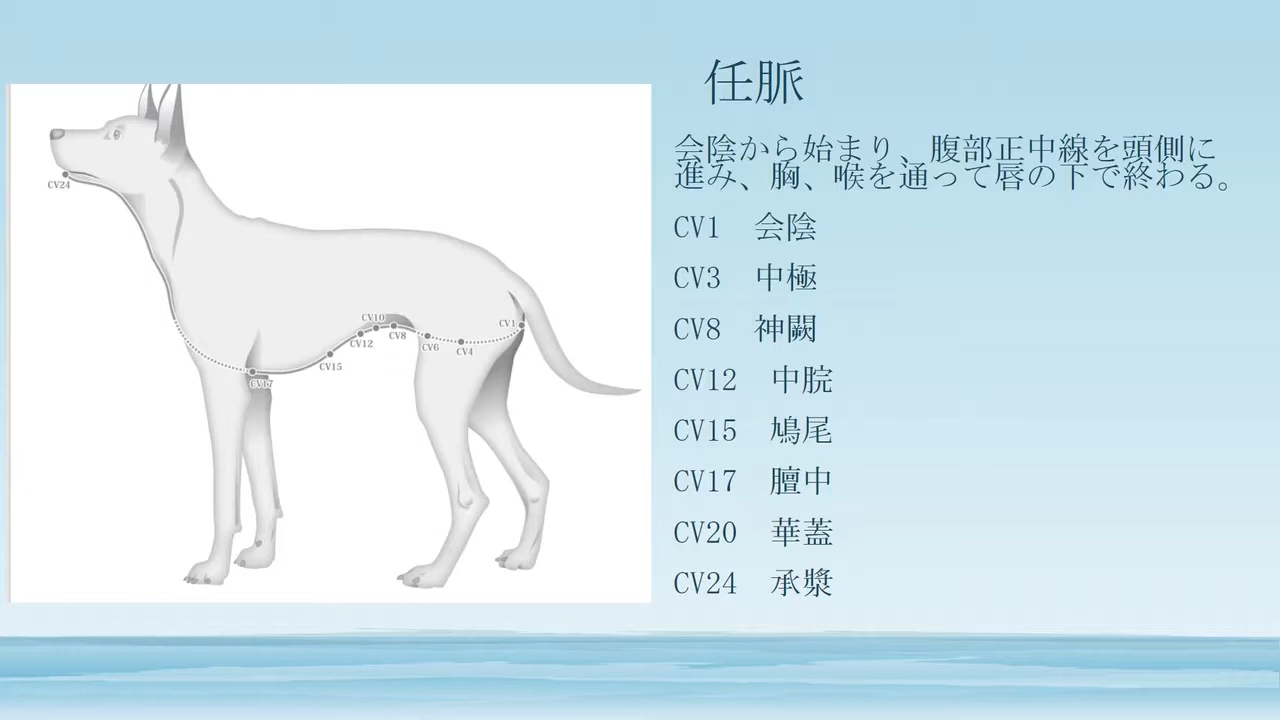 任脈
会陰から始まり、腹部正中線を頭側に
進み、胸、喉を通って唇の下で終わる。
CV1 会陰
CV3 中極
CV8 神闕
CV12 中脘
CV15 鳩尾
CV17 膻中
CV20 華蓋
CV24 承漿
CV24
CV10
CV1
CV8
CV12
CV6
CV4
CV15
CV17